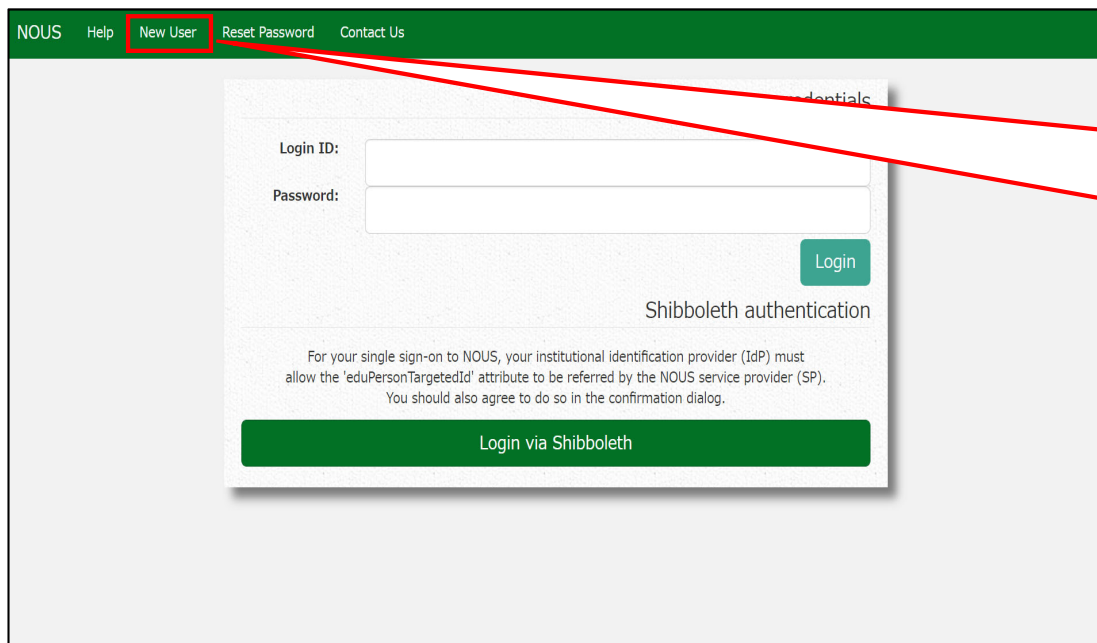 NOUS Help New User Reset Password Contact Us
Login ID:
Password:
Login
Shibboleth authentication
For your single sign-on to NOUS, your institutional identification provider (IdP) must
allow the 'eduPersonTargetedId' attribute to be referred by the NOUS service provider (SP).
You should also agree to do so in the confirmation dialog.
Login via Shibboleth